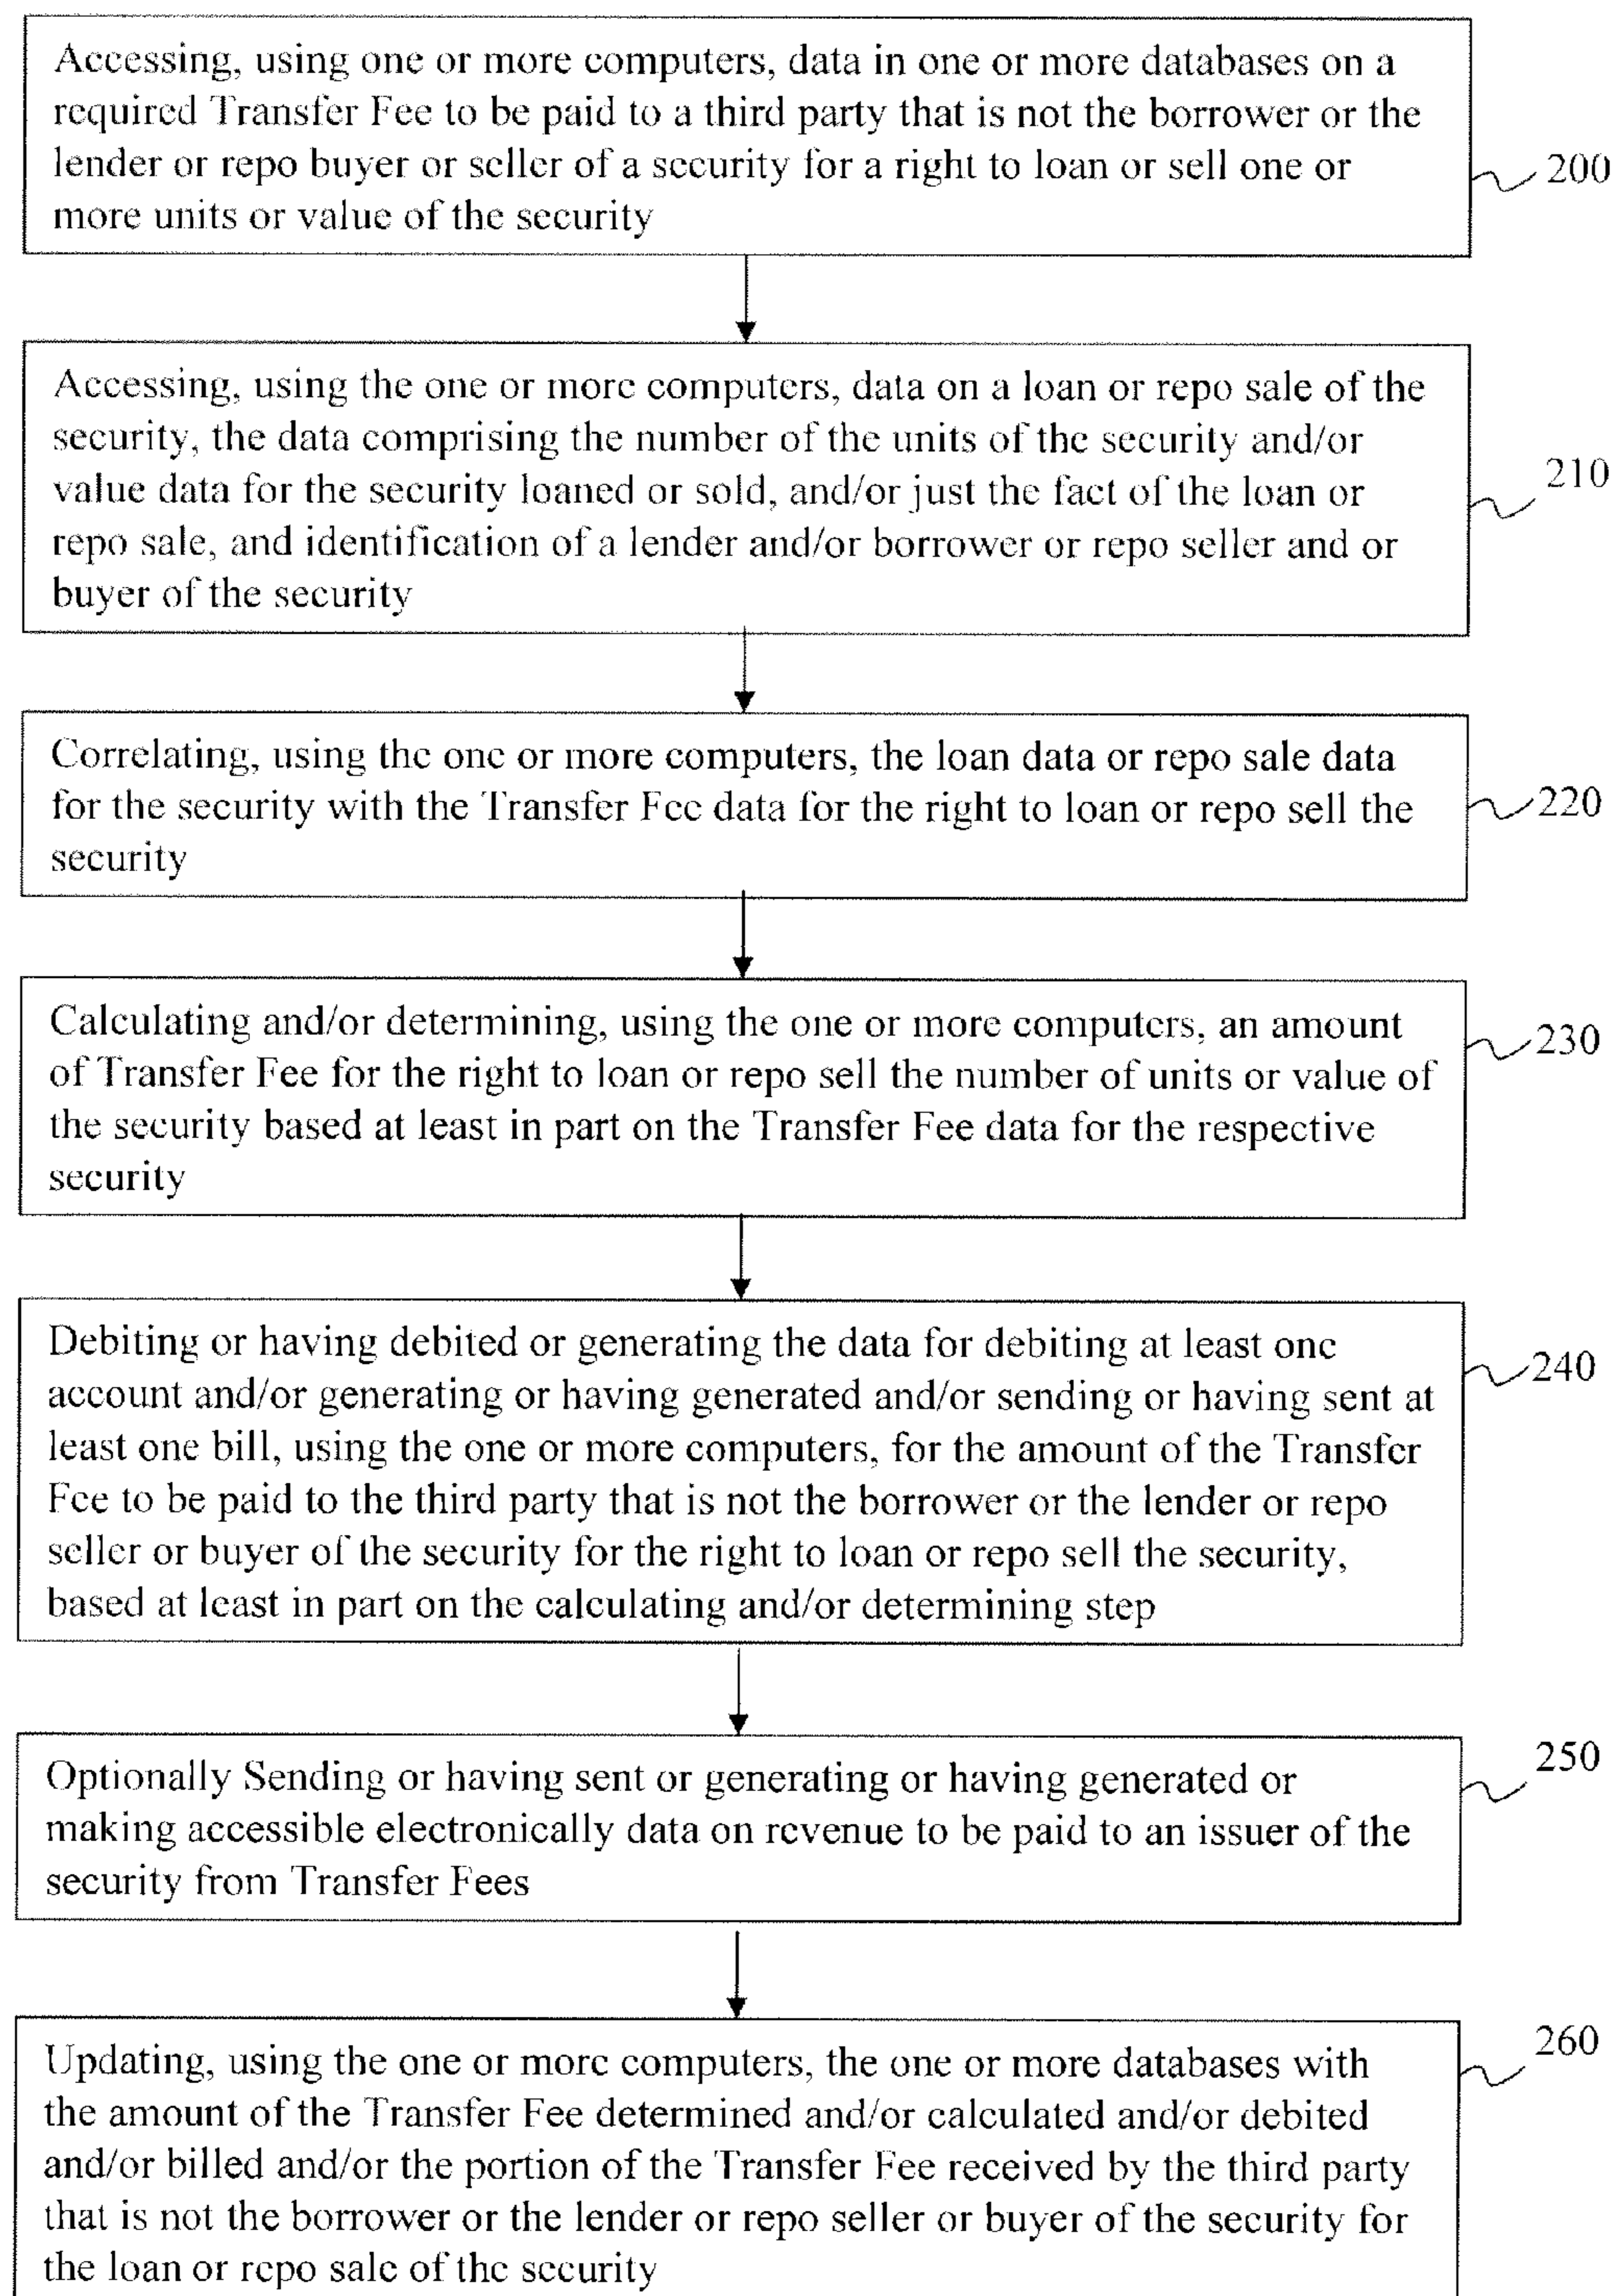 Accessing, using one or more computers, data in one or more databases on a
required Transfer Fee to be paid to a third party that is not the borrower or the
lender or repo buyer or seller of a security for a right to loan or sell one or
more units or value of the security
200
Accessing, using the one or more computers, data on a loan or repo sale of the
security, the data comprising the number of the units of the security and/or
value data for the security loaned or sold, and/or just the fact of the loan or
repo sale, and identification of a lender and/or borrower or repo seller and or
buyer of the security
210
Correlating, using the one or more computers, the loan data or repo sale data
for the security with the Transfer Fee data for the right to loan or repo sell the
security
220
Calculating and/or determining, using the one or more computers, an amount
of Transfer Fee for the right to loan or repo sell the number of units or value of
the security based at least in part on the Transfer Fee data for the respective
security
230
Debiting or having debited or generating the data for debiting at least one
account and/or generating or having generated and/or sending or having sent at
least one bill, using the one or more computers, for the amount of the Transfer
Fee to be paid to the third party that is not the borrower or the lender or repo
seller or buyer of the security for the right to loan or repo sell the security,
based at least in part on the calculating and/or determining step
240
Optionally Sending or having sent or generating or having generated or
making accessible electronically data on revenue to be paid to an issuer of the
security from Transfer Fees
250
Updating, using the one or more computers, the one or more databases with
the amount of the Transfer Fee determined and/or calculated and/or debited
and/or billed and/or the portion of the Transfer Fee received by the third party
that is not the borrower or the lender or repo seller or buyer of the security for
the loan or repo sale of the security
260